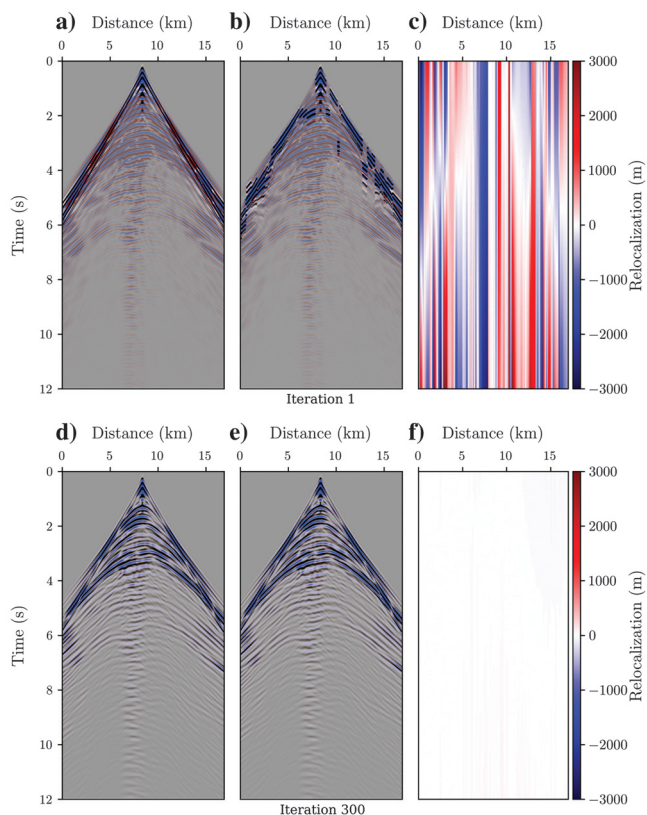 a) Distance (km) b) Distance (km) c) Distance (km)
0 5 10 15 0 5 10 15 0 5 10 15
0
2
4
6
8
10
12
Time (s)
3000
2000
1000
0
−1000
−2000
−3000
Relocalization (m)
Iteration 1
d) Distance (km) e) Distance (km) f) Distance (km)
0 5 10 15 0 5 10 15 0 5 10 15
0
2
4
6
8
10
12
Time (s)
3000
2000
1000
0
−1000
−2000
−3000
Relocalization (m)
Iteration 300